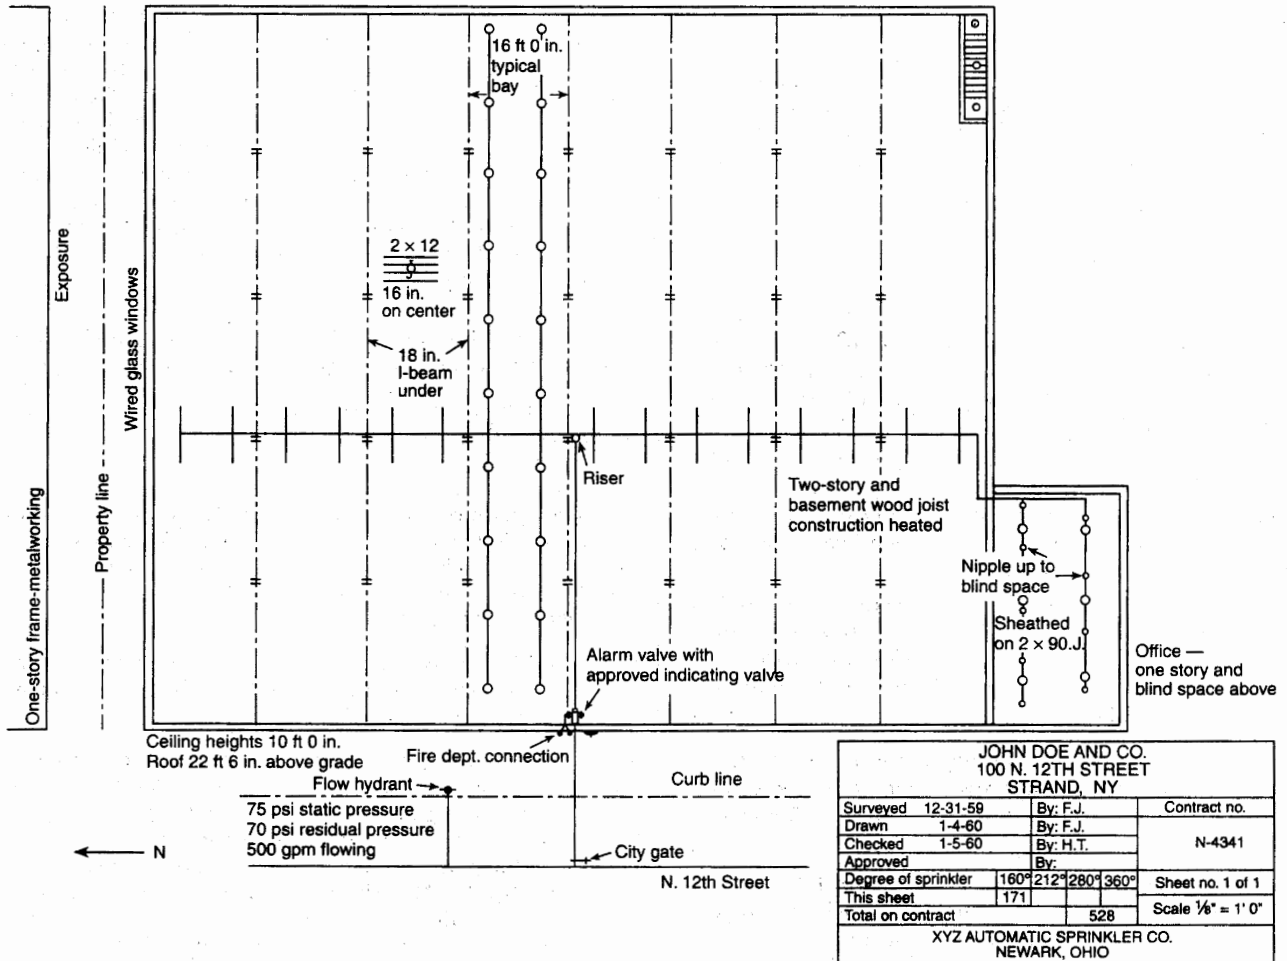 16 ft 0 in.
typical
bay
Exposure
Wired glass windows
2 × 12
16 in.
on center
18 in.
I-beam
under
Riser
Two-story and
basement wood joist
construction heated
One-story frame-metalworking
Property line
Nipple up to
blind space
Sheathed
on 2 × 90.J.
Alarm valve with
approved indicating valve
Office —
one story and
blind space above
Ceiling heights 10 ft 0 in.
Roof 22 ft 6 in. above grade
Fire dept. connection
Flow hydrant
Curb line
75 psi static pressure
70 psi residual pressure
500 gpm flowing
N
City gate
N. 12th Street
JOHN DOE AND CO.
100 N. 12TH STREET
STRAND, NY
Surveyed 12-31-59 By: F.J. Contract no.
Drawn 1-4-60 By: F.J.
Checked 1-5-60 By: H.T. N-4341
Approved By:
Degree of sprinkler 160° 212° 280° 360° Sheet no. 1 of 1
This sheet 171
Total on contract 528 Scale 1/8" = 1' 0"
XYZ AUTOMATIC SPRINKLER CO.
NEWARK, OHIO